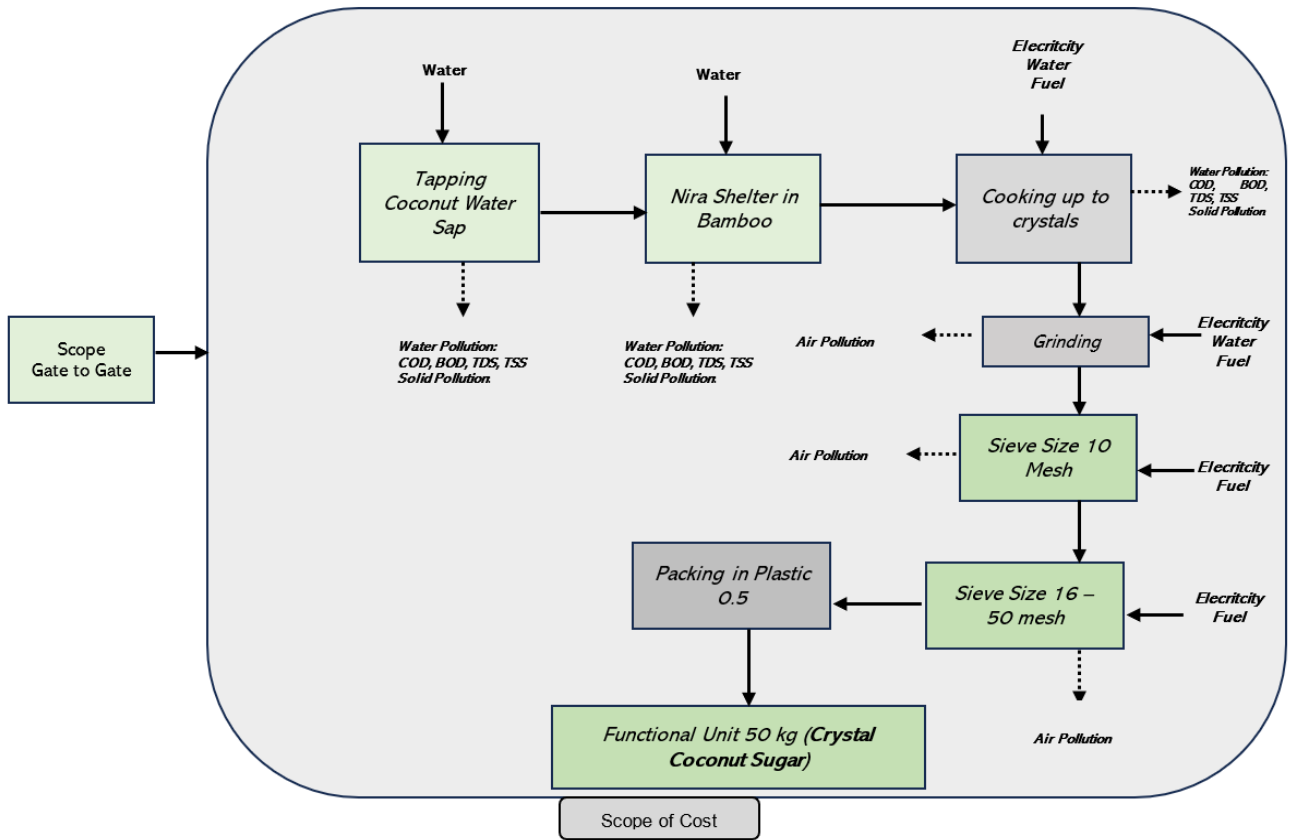 Water
Water
Elecritcity
Water
Fuel
Tapping
Coconut Water
Sap
Nira Shelter in
Bamboo
Cooking up to
crystals
Water Pollution:
COD, BOD,
TDS, TSS
Solid Pollution
Water Pollution:
COD, BOD, TDS, TSS
Solid Pollution.
Water Pollution:
COD, BOD, TDS, TSS
Solid Pollution.
Scope
Gate to Gate
Air Pollution
Grinding
Elecritcity
Water
Fuel
Air Pollution
Sieve Size 10
Mesh
Elecritcity
Fuel
Packing in Plastic
0.5
Sieve Size 16 –
50 mesh
Elecritcity
Fuel
Functional Unit 50 kg (Crystal
Coconut Sugar)
Air Pollution
Scope of Cost